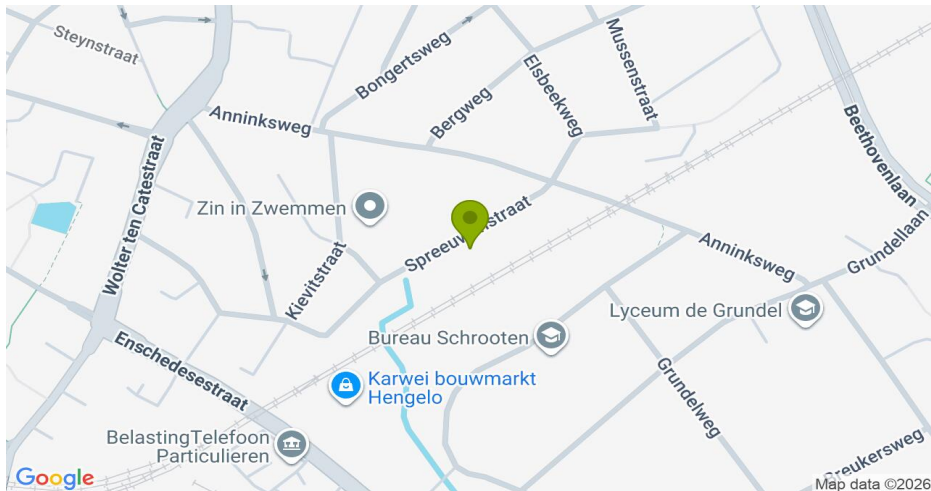 Steynstraat
Bongertsweg
Mussenstraat
Elsbeekweg
Bergweg
Anninksweg
Beethovenlaan
Wolter ten Catestraat
Zin in Zwemmen
Kievitstraat
Anninksweg
Grundellaan
Lyceum de Grundel
Bureau Schrooten
Enschedesestraat
Karwei bouwmarkt
Hengelo
Grundelweg
BelastingTelefoon
Particulieren
Google
Map data ©2026